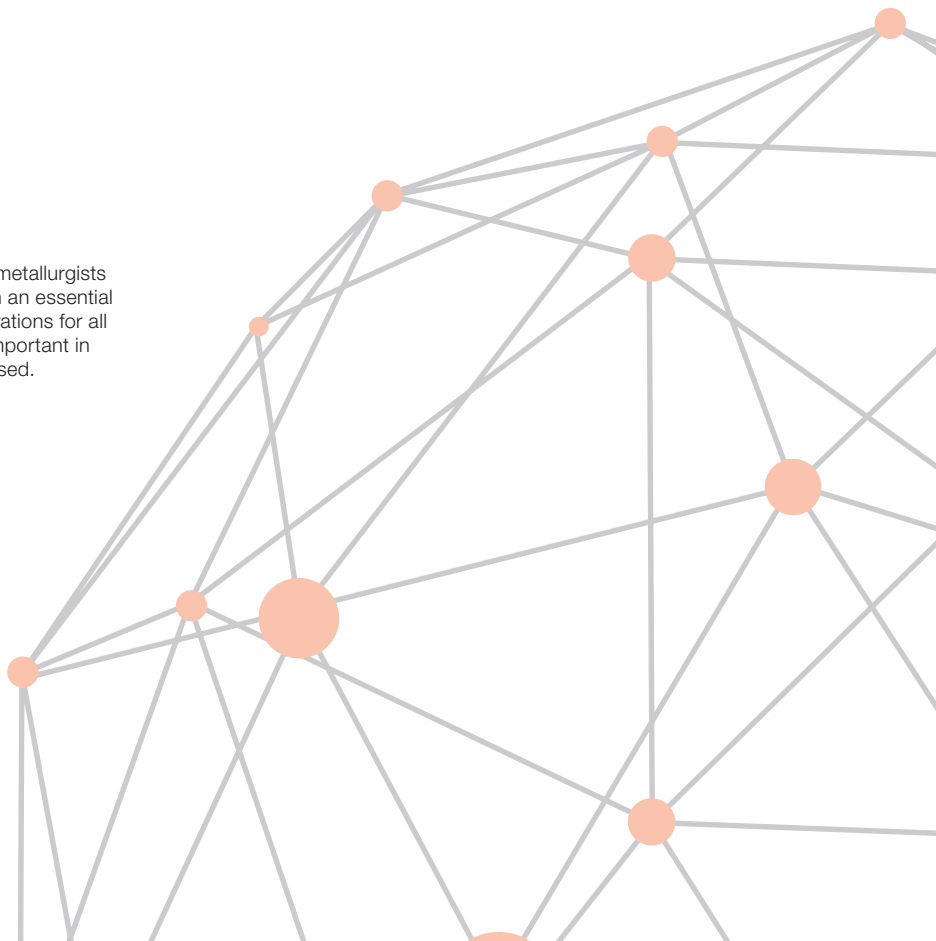 metallurgists
an essential
ations for all
mportant in
sed.